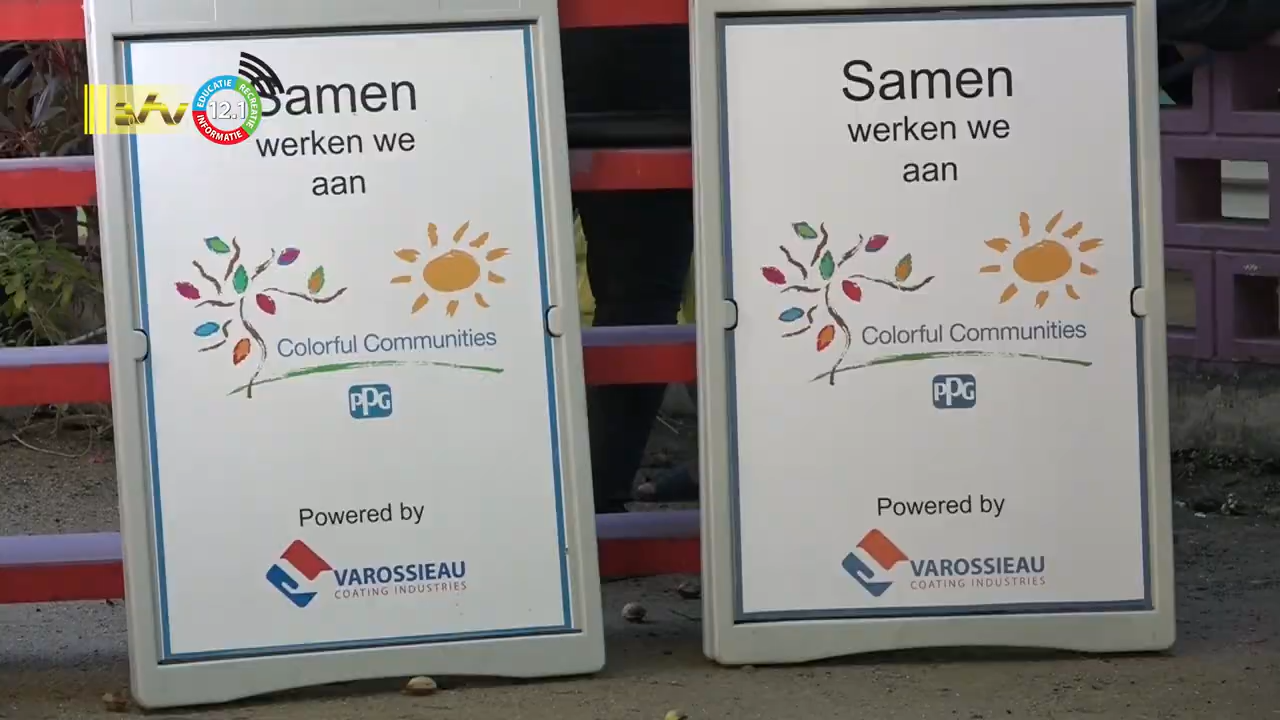 EDUCATIE
RECREATIE
INFORMATIE
12.1
Samen
werken we
aan
Colorful Communities
PPG
Powered by
VAROSSIEAU
COATING INDUSTRIES
Samen
werken we
aan
Colorful Communities
PPG
Powered by
VAROSSIEAU
COATING INDUSTRIES